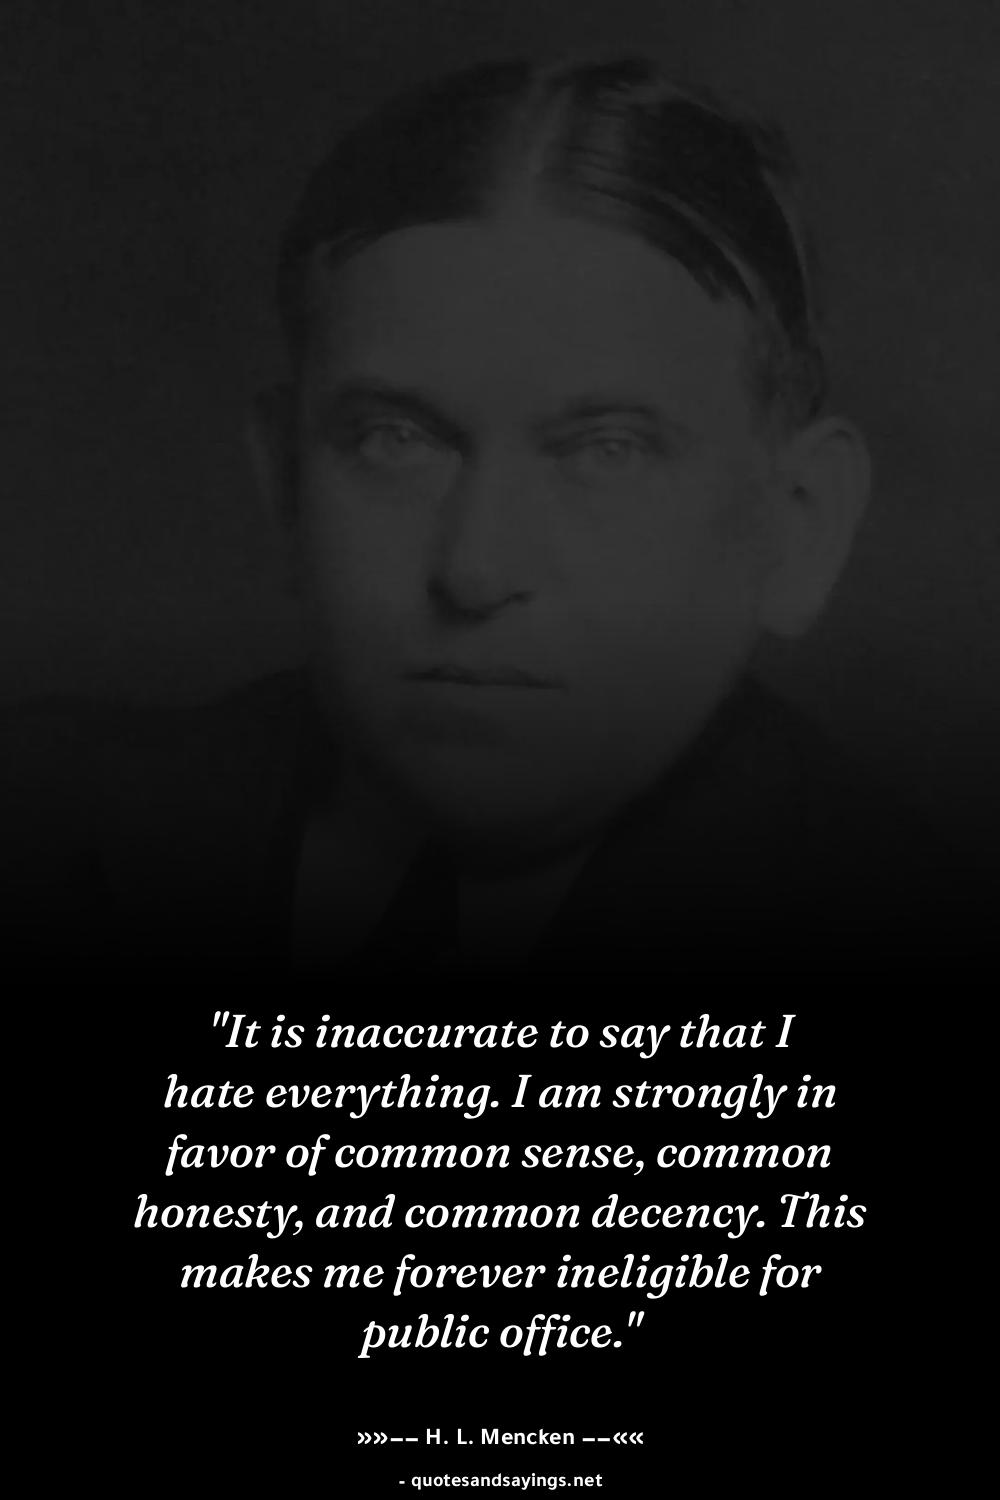 "It is inaccurate to say that I
hate everything. I am strongly in
favor of common sense, common
honesty, and common decency. This
makes me forever ineligible for
public office."
»»–– H. L. Mencken ––««
- quotesandsayings.net